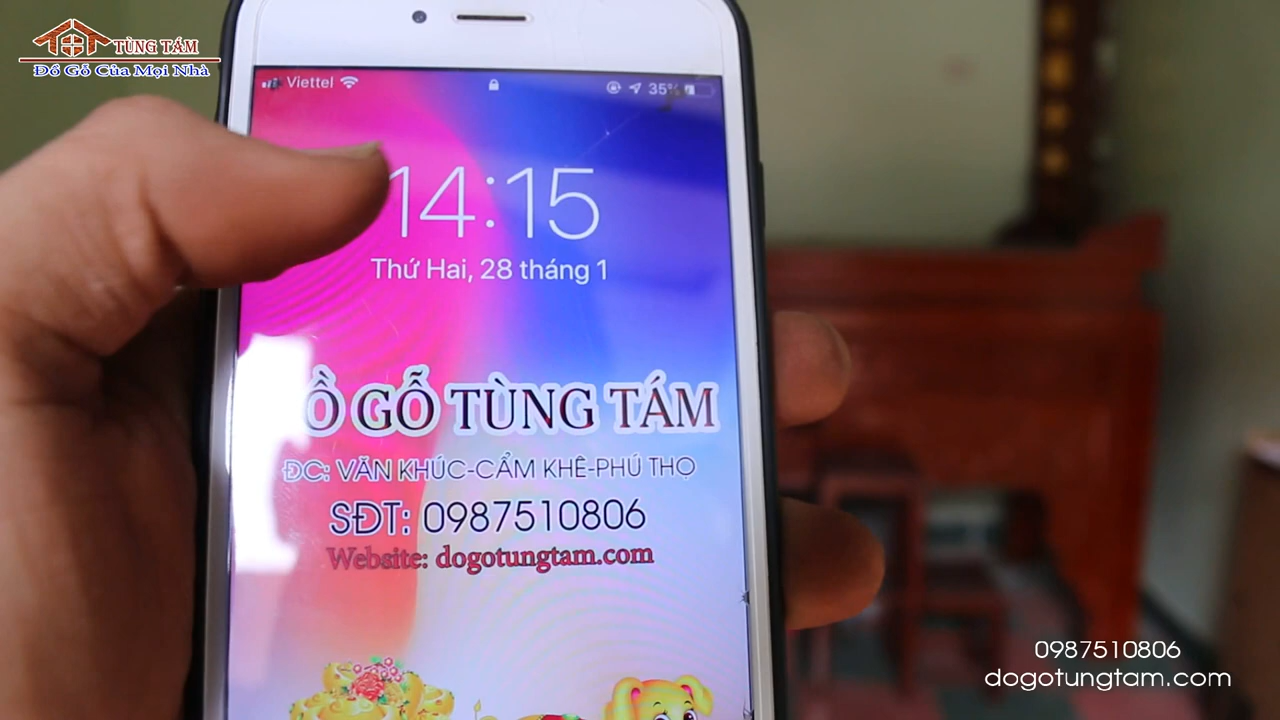 TÙNG TÁM
Đồ Gỗ Của Mọi Nhà
Viettel
35%
14:15
Thứ Hai, 28 tháng 1
Ồ GỖ TÙNG TÁM
ĐC: VĂN KHÚC-CẨM KHÊ-PHÚ THỌ
SĐT: 0987510806
Website: dogotungtam.com
0987510806
dogotungtam.com